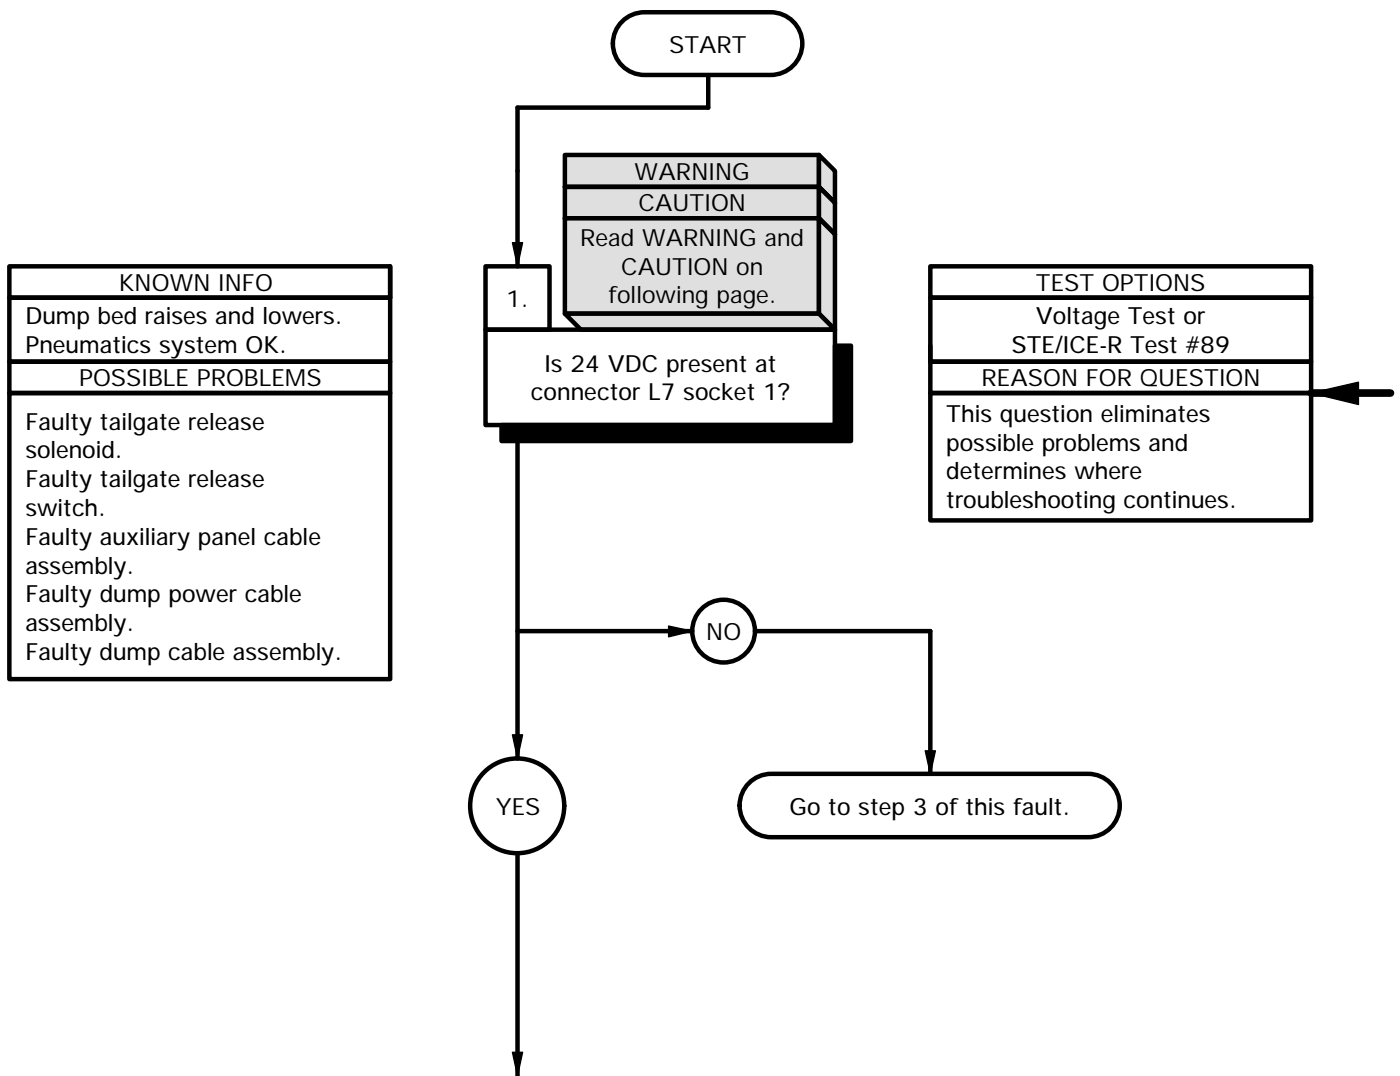 START
WARNING
CAUTION
Read WARNING and
CAUTION on
following page.
KNOWN INFO
Dump bed raises and lowers.
Pneumatics system OK.
POSSIBLE PROBLEMS
Faulty tailgate release
solenoid.
Faulty tailgate release
switch.
Faulty auxiliary panel cable
assembly.
Faulty dump power cable
assembly.
Faulty dump cable assembly.
1.
Is 24 VDC present at
connector L7 socket 1?
TEST OPTIONS
Voltage Test or
STE/ICE-R Test #89
REASON FOR QUESTION
This question eliminates
possible problems and
determines where
troubleshooting continues.
NO
YES
Go to step 3 of this fault.